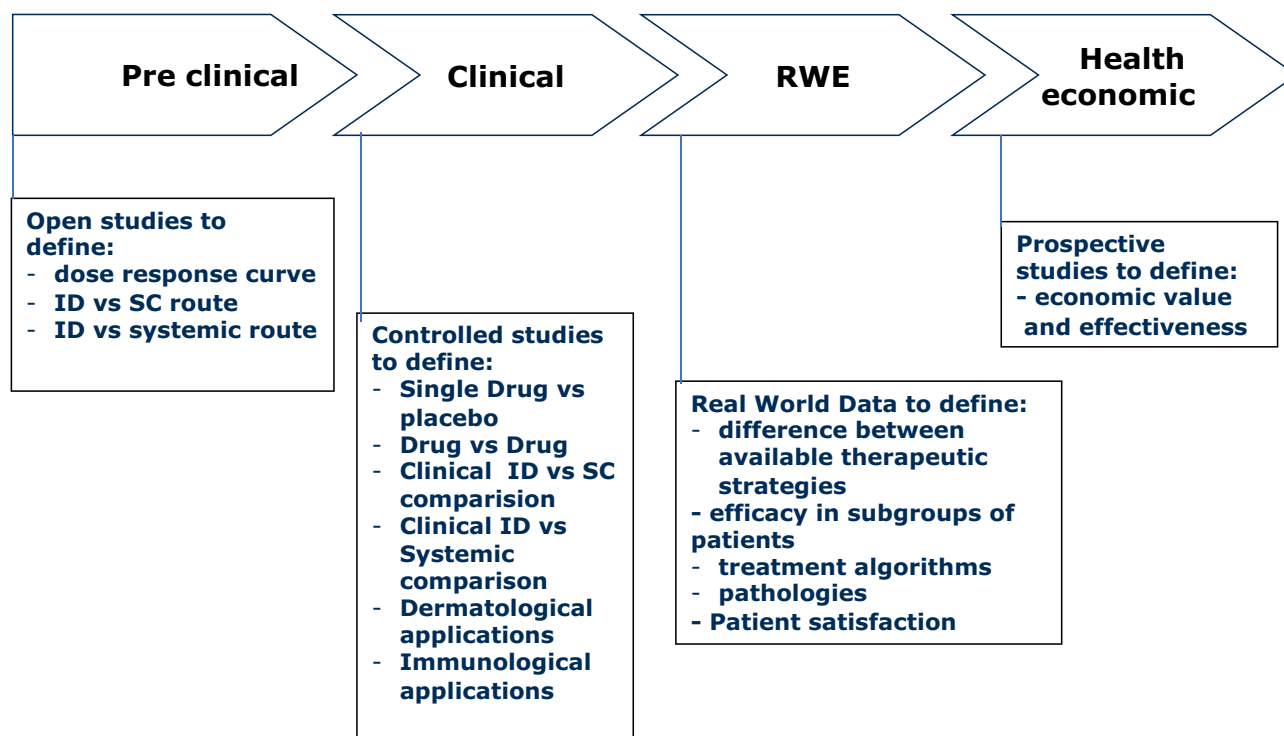 Pre clinical
Clinical
RWE
Health
economic
Open studies to
define:
- dose response curve
- ID vs SC route
- ID vs systemic route
Controlled studies
to define:
- Single Drug vs
placebo
- Drug vs Drug
- Clinical ID vs SC
comparision
- Clinical ID vs
Systemic
comparison
- Dermatological
applications
- Immunological
applications
Real World Data to define:
- difference between
available therapeutic
strategies
- efficacy in subgroups of
patients
- treatment algorithms
- pathologies
- Patient satisfaction
Prospective
studies to define:
- economic value
and effectiveness